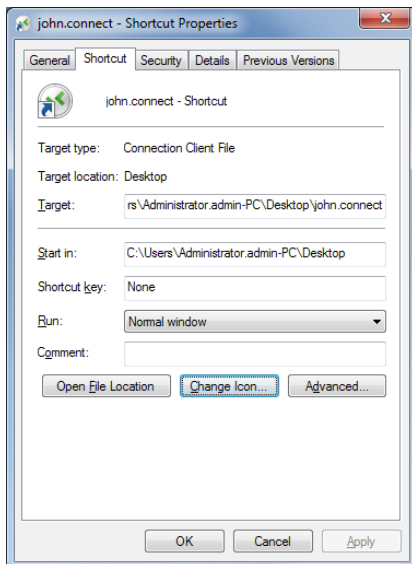 john.connect - Shortcut Properties
General Shortcut Security Details Previous Versions
john.connect - Shortcut
Target type: Connection Client File
Target location: Desktop
Target: rs\Administrator.admin-PC\Desktop\john.connect
Start in: C:\Users\Administrator.admin-PC\Desktop
Shortcut key: None
Run: Normal window
Comment:
Open File Location Change Icon... Advanced...
OK Cancel Apply